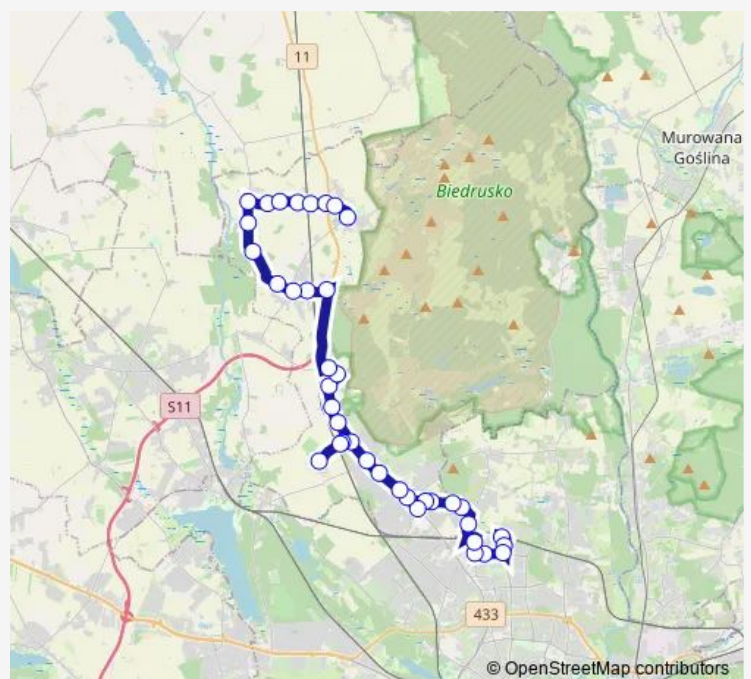 11
Murowana
Goślina
Biedrusko
S11
433
© OpenStreetMap contributors